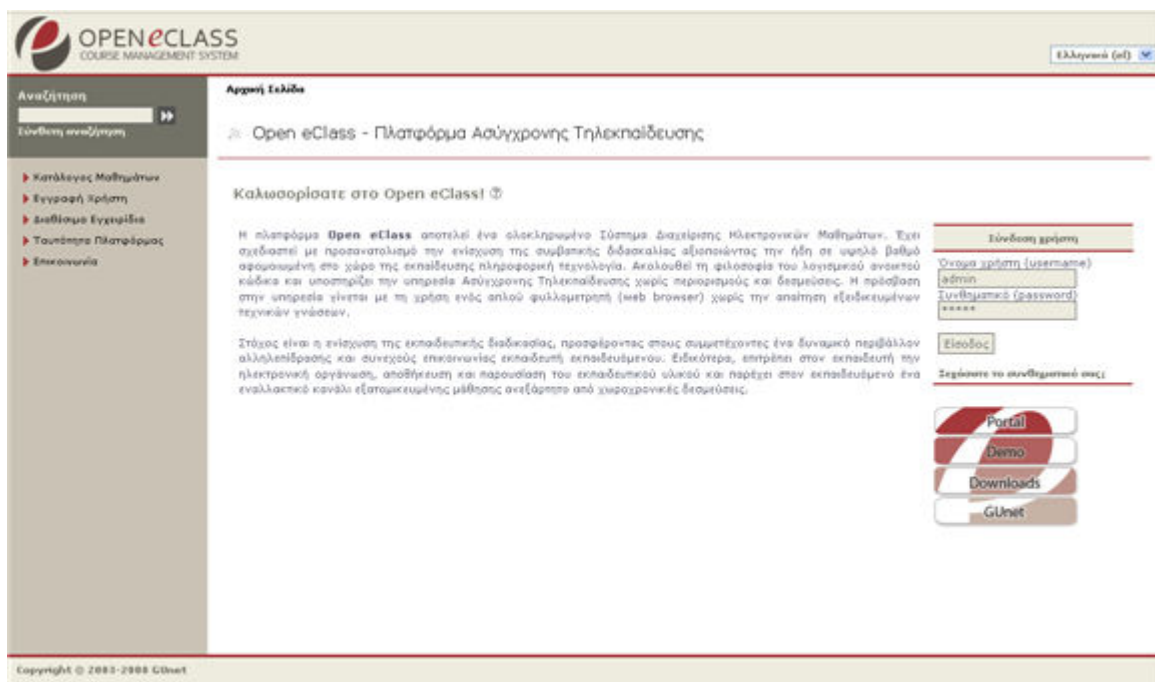 OPEN eCLASS
COURSE MANAGEMENT SYSTEM
Ελληνικά (el)
Αναζήτηση
Σύνθετη αναζήτηση
Κατάλογος Μαθημάτων
Εγγραφή Χρήστη
Διαθέσιμα Εγχειρίδια
Ταυτότητα Πλατφόρμας
Επικοινωνία
Αρχική Σελίδα
Open eClass - Πλατφόρμα Ασύγχρονης Τηλεκπαίδευσης
Καλωσορίσατε στο Open eClass!
Η πλατφόρμα Open eClass αποτελεί ένα ολοκληρωμένο Σύστημα Διαχείρισης Ηλεκτρονικών Μαθημάτων. Έχει
σχεδιαστεί με προσανατολισμό την ενίσχυση της συμβατικής διδασκαλίας αξιοποιώντας την ήδη σε υψηλό βαθμό
αφομοιωμένη στο χώρο της εκπαίδευσης πληροφορική τεχνολογία. Ακολουθεί τη φιλοσοφία του λογισμικού ανοικτού
κώδικα και υποστηρίζει την υπηρεσία Ασύγχρονης Τηλεκπαίδευσης χωρίς περιορισμούς και δεσμεύσεις. Η πρόσβαση
στην υπηρεσία γίνεται με τη χρήση ενός απλού φυλλομετρητή (web browser) χωρίς την απαίτηση εξειδικευμένων
τεχνικών γνώσεων.
Στόχος είναι η ενίσχυση της εκπαιδευτικής διαδικασίας, προσφέροντας στους συμμετέχοντες ένα δυναμικό περιβάλλον
αλληλεπίδρασης και συνεχούς επικοινωνίας εκπαιδευτή εκπαιδευόμενου. Ειδικότερα, επιτρέπει στον εκπαιδευτή την
ηλεκτρονική οργάνωση, αποθήκευση και παρουσίαση του εκπαιδευτικού υλικού και παρέχει στον εκπαιδευόμενο ένα
εναλλακτικό κανάλι εξατομικευμένης μάθησης ανεξάρτητο από χωροχρονικές δεσμεύσεις.
Σύνδεση χρήστη
Όνομα χρήστη (username)
admin
Συνθηματικό (password)
*****
Είσοδος
Ξεχάσατε το συνθηματικό σας;
Portal
Demo
Downloads
GUnet
Copyright © 2003-2008 GUnet